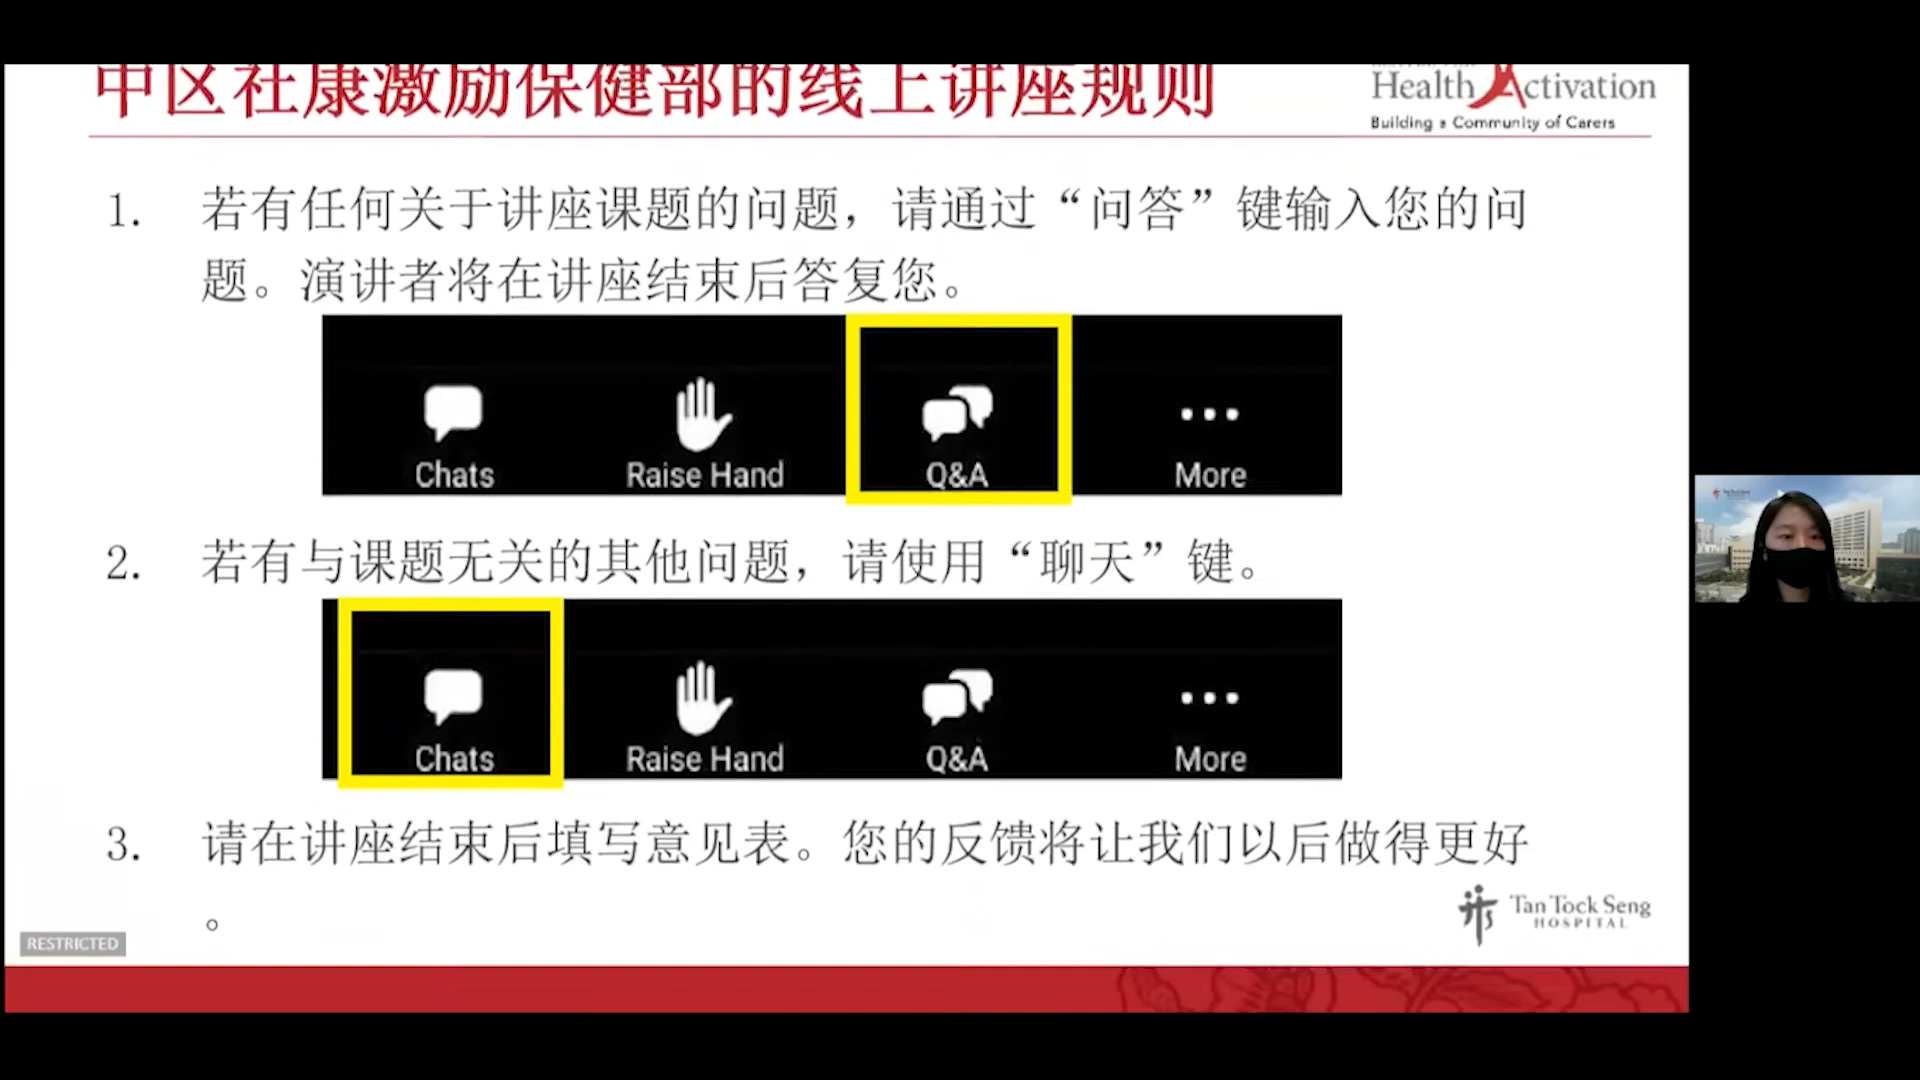 中区社康激励保健部的线上讲座规则
Health Activation
Building a Community of Carers
1. 若有任何关于讲座课题的问题，请通过“问答”键输入您的问
题。演讲者将在讲座结束后答复您。
Chats Raise Hand Q&A More
2. 若有与课题无关的其他问题，请使用“聊天”键。
Chats Raise Hand Q&A More
3. 请在讲座结束后填写意见表。您的反馈将让我们以后做得更好
。
Tan Tock Seng
HOSPITAL
RESTRICTED